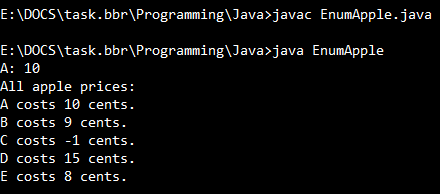 E:\DOCS\task.bbr\Programming\Java>javac EnumApple.java
E:\DOCS\task.bbr\Programming\Java>java EnumApple
A: 10
All apple prices:
A costs 10 cents.
B costs 9 cents.
C costs -1 cents.
D costs 15 cents.
E costs 8 cents.